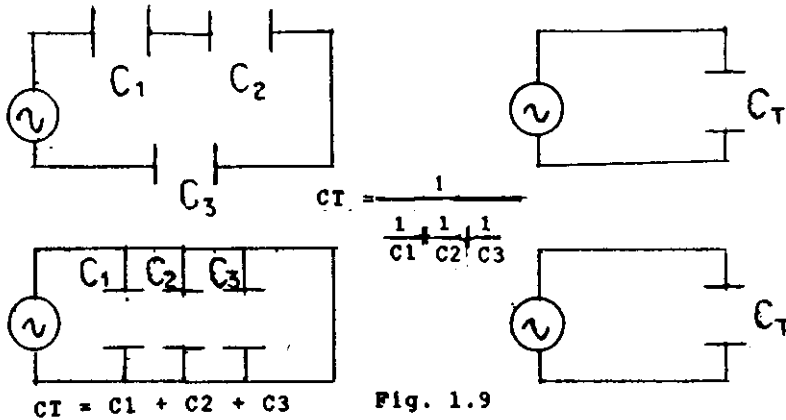 C1 C2
C3
CT
CT = 1
1/C1 + 1/C2 + 1/C3
C1 C2 C3
CT
CT = C1 + C2 + C3
Fig. 1.9